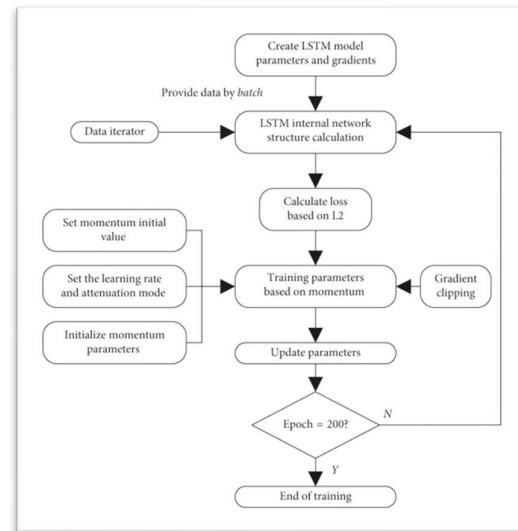 Create LSTM model
parameters and gradients
Provide data by batch
Data iterator
LSTM internal network
structure calculation
Calculate loss
based on L2
Set momentum initial
value
Set the learning rate
and attenuation mode
Initialize momentum
parameters
Training parameters
based on momentum
Gradient
clipping
Update parameters
Epoch = 200?
N
Y
End of training